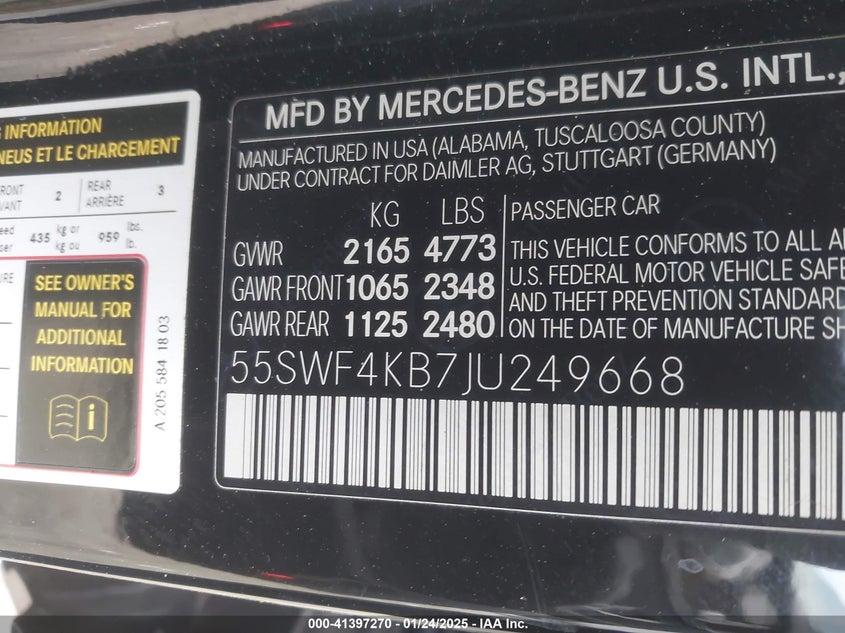 G INFORMATION
NEUS ET LE CHARGEMENT
FRONT
VANT
2
REAR
ARRIÈRE
3
435 kg or
kg ou
959 lbs.
lb.
SEE OWNER'S
MANUAL FOR
ADDITIONAL
INFORMATION
A 205 584 18 03
MFD BY MERCEDES-BENZ U.S. INTL.,
MANUFACTURED IN USA (ALABAMA, TUSCALOOSA COUNTY)
UNDER CONTRACT FOR DAIMLER AG, STUTTGART (GERMANY)
KG LBS
GVWR 2165 4773
GAWR FRONT 1065 2348
GAWR REAR 1125 2480
PASSENGER CAR
THIS VEHICLE CONFORMS TO ALL A
U.S. FEDERAL MOTOR VEHICLE SAFE
AND THEFT PREVENTION STANDARD
ON THE DATE OF MANUFACTURE SH
55SWF4KB7JU249668
000-41397270 - 01/24/2025 - IAA Inc.